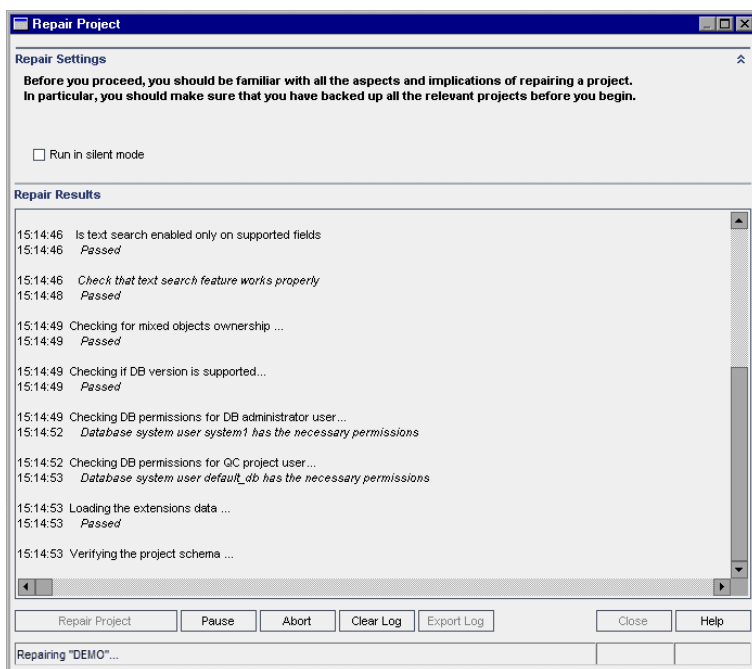 Repair Project
Repair Settings
Before you proceed, you should be familiar with all the aspects and implications of repairing a project.
In particular, you should make sure that you have backed up all the relevant projects before you begin.
Run in silent mode
Repair Results
15:14:46 Is text search enabled only on supported fields
15:14:46 Passed
15:14:46 Check that text search feature works properly
15:14:48 Passed
15:14:49 Checking for mixed objects ownership ...
15:14:49 Passed
15:14:49 Checking if DB version is supported...
15:14:49 Passed
15:14:49 Checking DB permissions for DB administrator user...
15:14:52 Database system user system1 has the necessary permissions
15:14:52 Checking DB permissions for QC project user...
15:14:53 Database system user default_db has the necessary permissions
15:14:53 Loading the extensions data ...
15:14:53 Passed
15:14:53 Verifying the project schema ...
Repair Project Pause Abort Clear Log Export Log Close Help
Repairing "DEMO"...